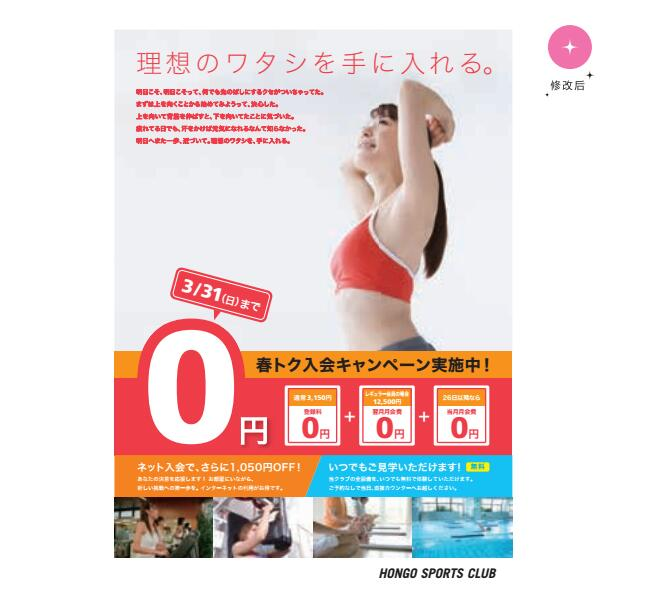 理想のワタシを手に入れる。
修改后
明日こそ、明日こそって、何でも先のばしにするクセがついちゃってた。
まずは上を向くことから始めてみようって、決心した。
上を向いて背筋を伸ばすと、下を向いてたことに気づいた。
疲れてる日でも、汗をかけば元気になれるなんて知らなかった。
明日へまた一歩、近づいて。理想のワタシを、手に入れる。
3/31(日)まで
0円
春トク入会キャンペーン実施中!
通常3,150円
登録料
0円
+
レギュラー会員の場合
12,500円
翌月月会費
0円
+
26日以降なら
当月月会費
0円
ネット入会で、さらに1,050円OFF!
あなたの決意を応援します!お部屋にいながら、
新しい挑戦への第一歩を。インターネットの利用がお得です。
いつでもご見学いただけます! 無料
当クラブの全設備を、いつでも無料で体験していただけます。
ご予約なしで当日、直接カウンターへお越しください。
HONGO SPORTS CLUB